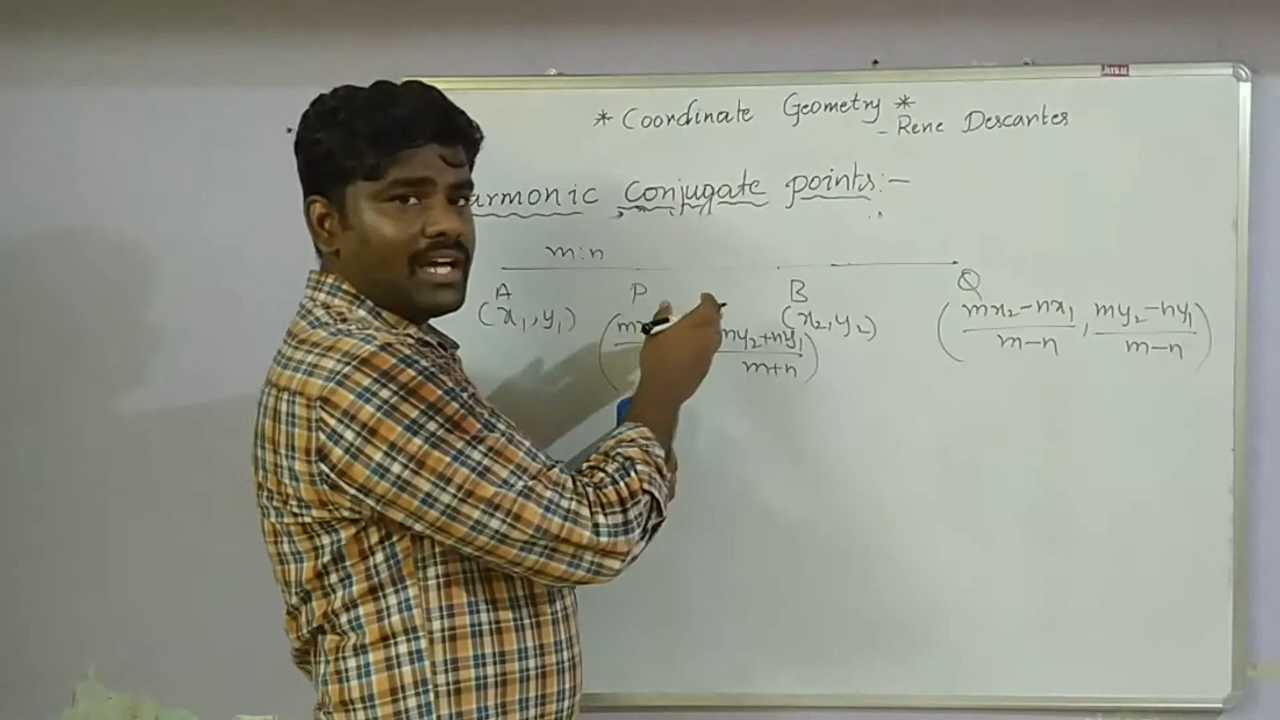 * Coordinate Geometry *
- Rene Descartes
armonic Conjugate points:-
m:n
A P B Q
(x₁, y₁) (x₂, y₂) (mx₂-nx₁/m-n, my₂-ny₁/m-n)
my₂+ny₁/m+n)